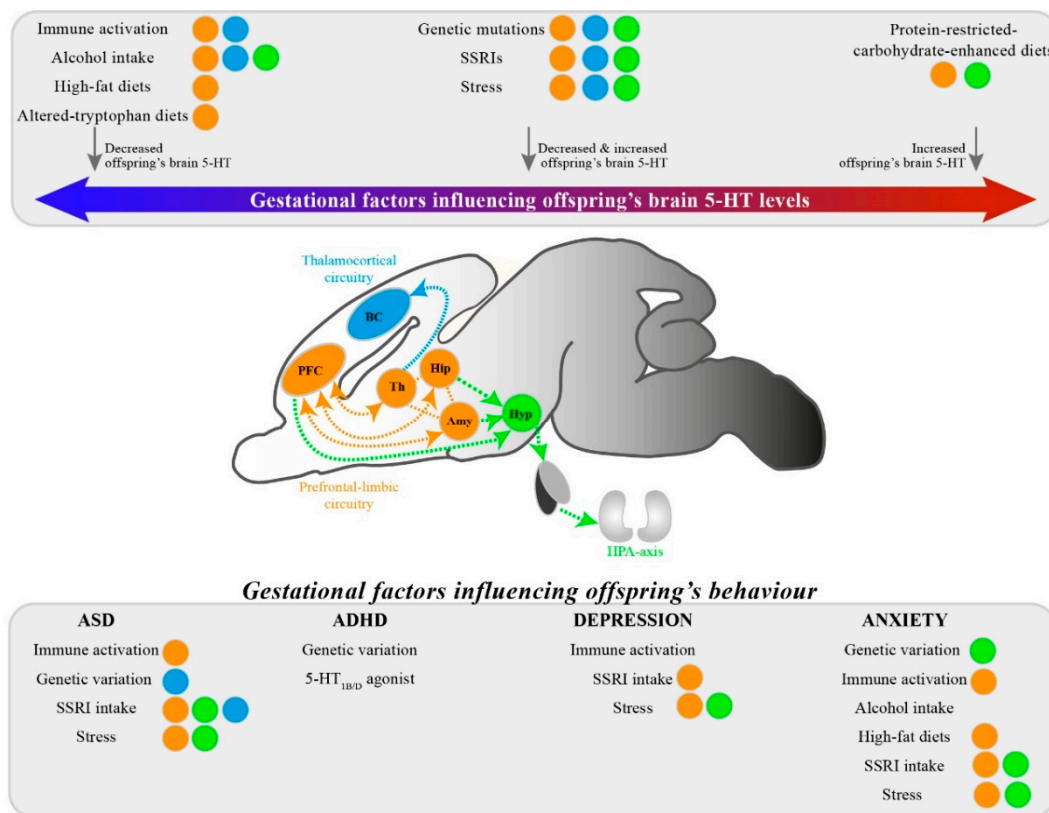 Immune activation
Alcohol intake
High-fat diets
Altered-tryptophan diets
Decreased
offspring's brain 5-HT
Genetic mutations
SSRIs
Stress
Decreased & increased
offspring's brain 5-HT
Protein-restricted-
carbohydrate-enhanced diets
Increased
offspring's brain 5-HT
Gestational factors influencing offspring's brain 5-HT levels
Thalamocortical
circuitry
BC
PFC
Th
Hip
Amy
Hyp
Prefrontal-limbic
circuitry
HPA-axis
Gestational factors influencing offspring's behaviour
ASD
Immune activation
Genetic variation
SSRI intake
Stress
ADHD
Genetic variation
5-HT1B/D agonist
DEPRESSION
Immune activation
SSRI intake
Stress
ANXIETY
Genetic variation
Immune activation
Alcohol intake
High-fat diets
SSRI intake
Stress